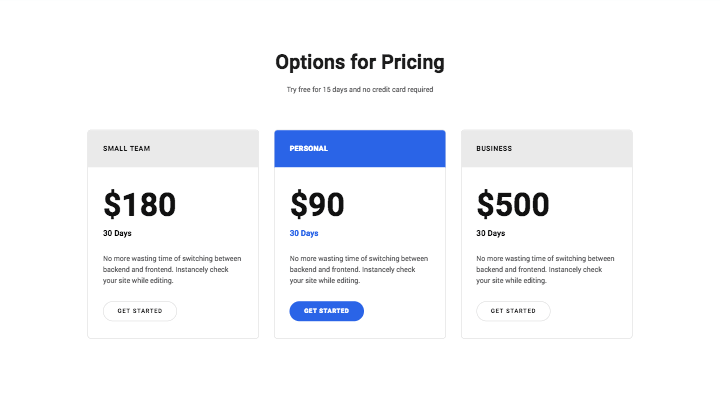 Options for Pricing
Try free for 15 days and no credit card required
SMALL TEAM
$180
30 Days
No more wasting time of switching between
backend and frontend. Instancely check
your site while editing.
GET STARTED
PERSONAL
$90
30 Days
No more wasting time of switching between
backend and frontend. Instancely check
your site while editing.
GET STARTED
BUSINESS
$500
30 Days
No more wasting time of switching between
backend and frontend. Instancely check
your site while editing.
GET STARTED